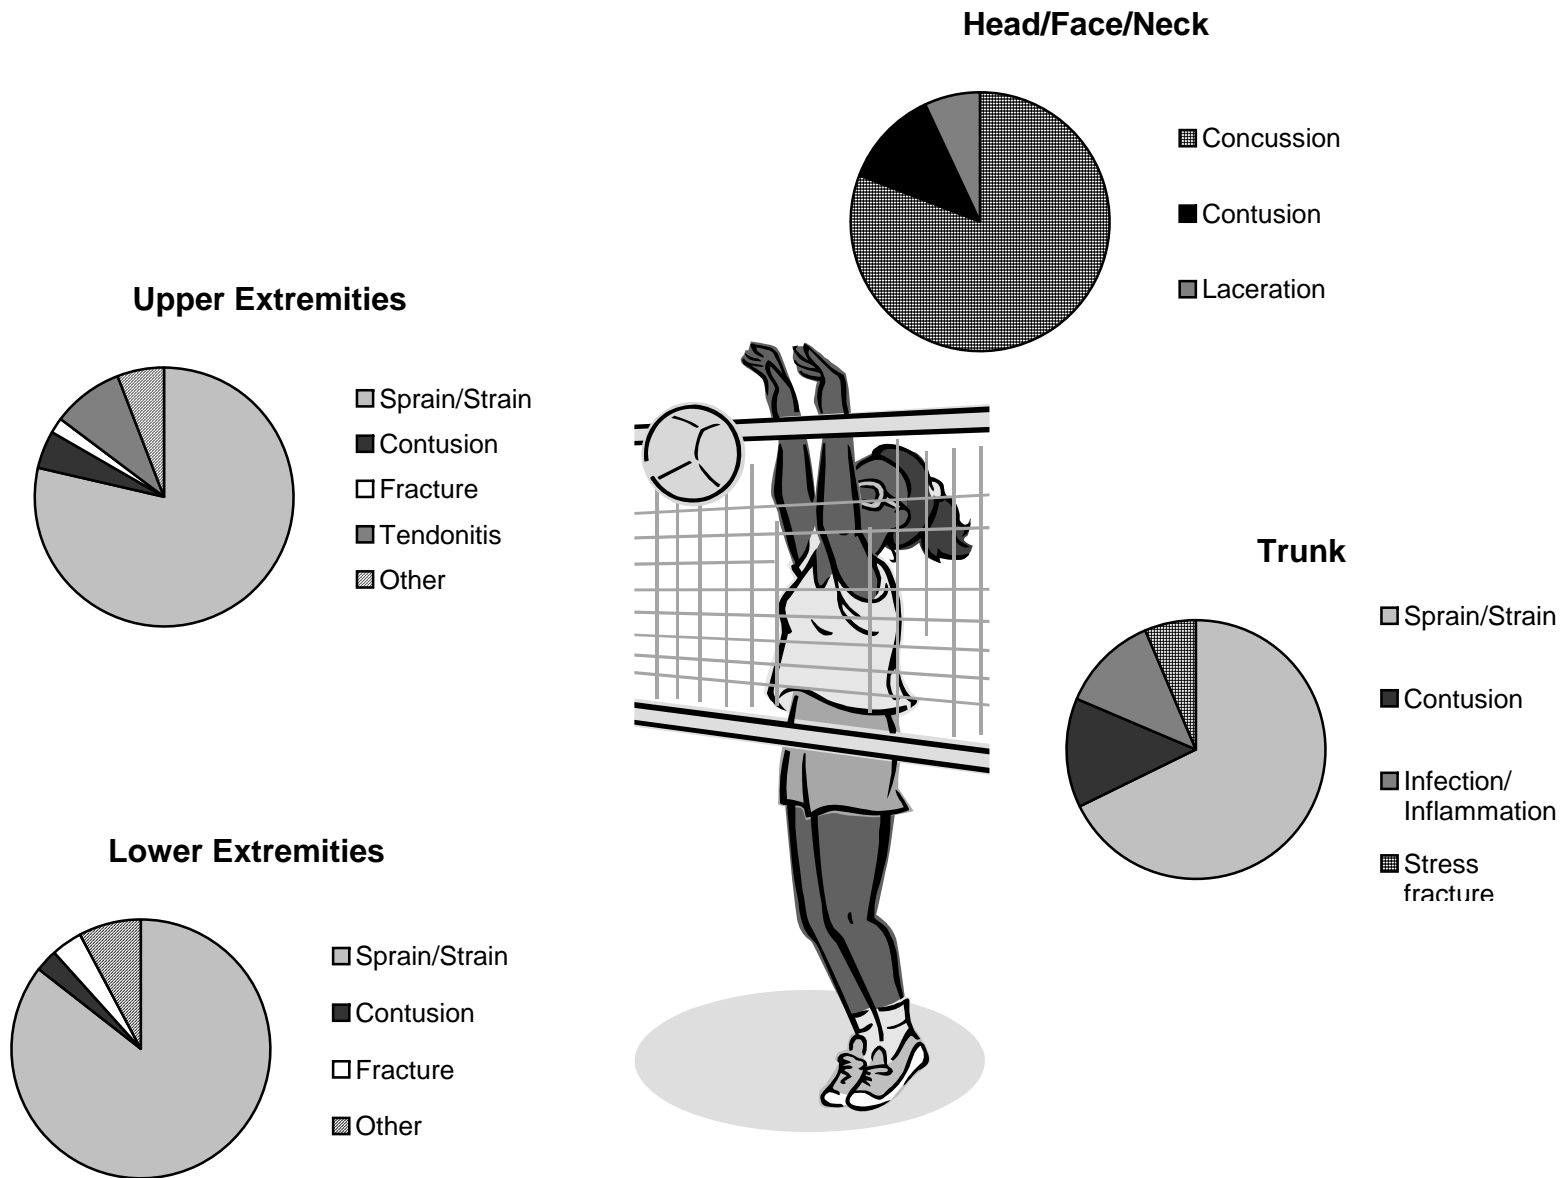 Head/Face/Neck
Concussion
Contusion
Laceration
Upper Extremities
Sprain/Strain
Contusion
Fracture
Tendonitis
Other
Trunk
Sprain/Strain
Contusion
Infection/
Inflammation
Stress
fracture
Lower Extremities
Sprain/Strain
Contusion
Fracture
Other